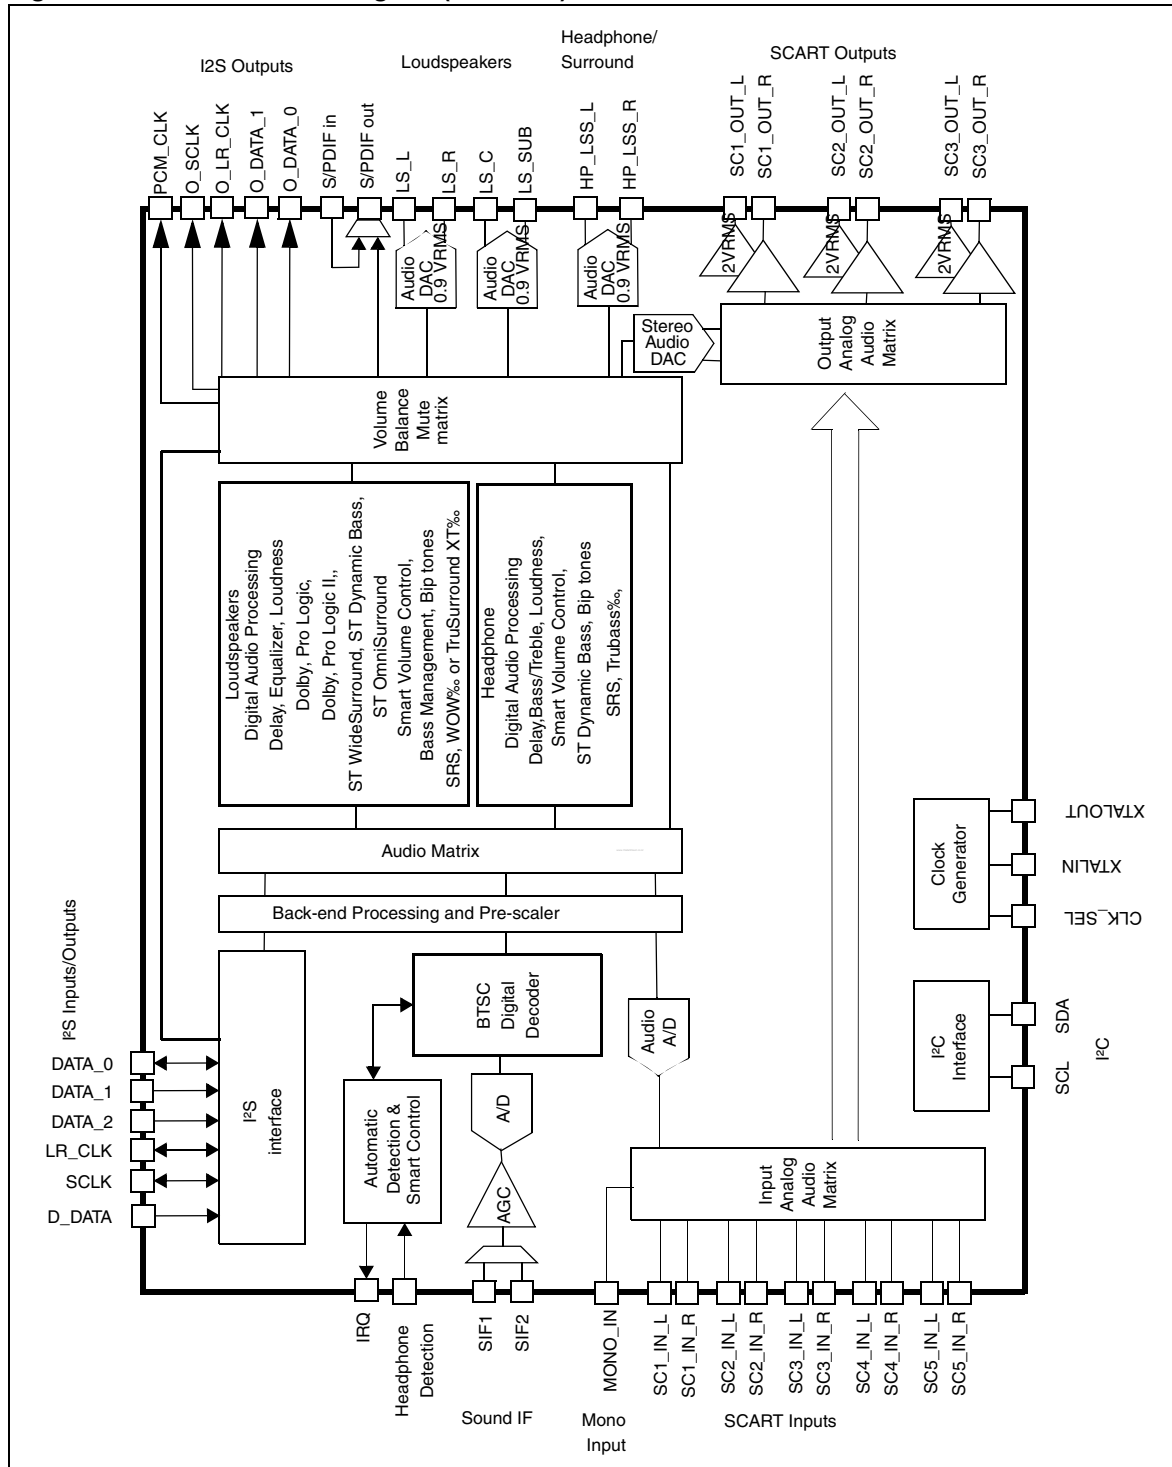 Headphone/
Surround
I2S Outputs
Loudspeakers
SCART Outputs
PCM_CLK
O_SCLK
O_LR_CLK
O_DATA_1
O_DATA_0
S/PDIF in
S/PDIF out
LS_L
LS_R
LS_C
LS_SUB
HP_LSS_L
HP_LSS_R
SC1_OUT_L
SC1_OUT_R
SC2_OUT_L
SC2_OUT_R
SC3_OUT_L
SC3_OUT_R
Audio
DAC
0.9 VRMS
Audio
DAC
0.9 VRMS
Audio
DAC
0.9 VRMS
2VRMS
2VRMS
2VRMS
Stereo
Audio
DAC
Output
Analog
Audio
Matrix
Volume
Balance
Mute
matrix
Loudspeakers
Digital Audio Processing
Delay, Equalizer, Loudness
Dolby, Pro Logic,
Dolby, Pro Logic II,,
ST WideSurround, ST Dynamic Bass,
ST OmniSurround
Smart Volume Control,
Bass Management, Bip tones
SRS, WOW‰ or TruSurround XT‰
Headphone
Digital Audio Processing
Delay,Bass/Treble, Loudness,
Smart Volume Control,
ST Dynamic Bass, Bip tones
SRS, Trubass‰,
Audio Matrix
Back-end Processing and Pre-scaler
Clock
Generator
XTALOUT
XTALIN
CLK_SEL
I²S Inputs/Outputs
DATA_0
DATA_1
DATA_2
LR_CLK
SCLK
D_DATA
I²S
interface
BTSC
Digital
Decoder
Audio
A/D
I²C
Interface
SDA
SCL
I²C
Automatic
Detection &
Smart Control
A/D
AGC
Input
Analog
Audio
Matrix
IRQ
Headphone
Detection
SIF1
SIF2
MONO_IN
SC1_IN_L
SC1_IN_R
SC2_IN_L
SC2_IN_R
SC3_IN_L
SC3_IN_R
SC4_IN_L
SC4_IN_R
SC5_IN_L
SC5_IN_R
Sound IF
Mono
Input
SCART Inputs